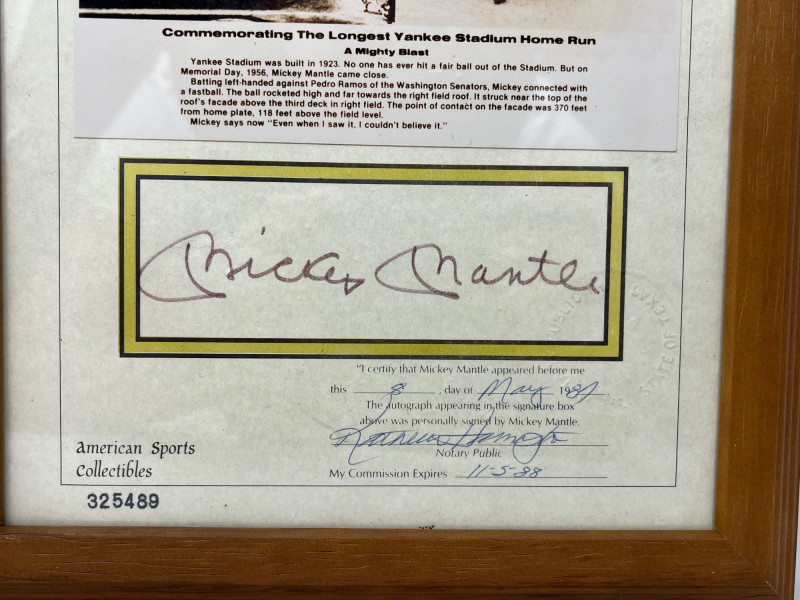 Commemorating The Longest Yankee Stadium Home Run
A Mighty Blast
Yankee Stadium was built in 1923. No one has ever hit a fair ball out of the Stadium. But on
Memorial Day, 1956, Mickey Mantle came close.
Batting left-handed against Pedro Ramos of the Washington Senators, Mickey connected with
a fastball. The ball rocketed high and far towards the right field roof. It struck near the top of the
roof's facade above the third deck in right field. The point of contact on the facade was 370 feet
from home plate, 118 feet above the field level.
Mickey says now "Even when I saw it, I couldn't believe it."
Mickey Mantle
PUBLIC
STATE OF TEXAS
"I certify that Mickey Mantle appeared before me
this 8, day of May 1987.
The autograph appearing in the signature box
above was personally signed by Mickey Mantle.
Notary Public
My Commission Expires 11-5-88
American Sports
Collectibles
325489